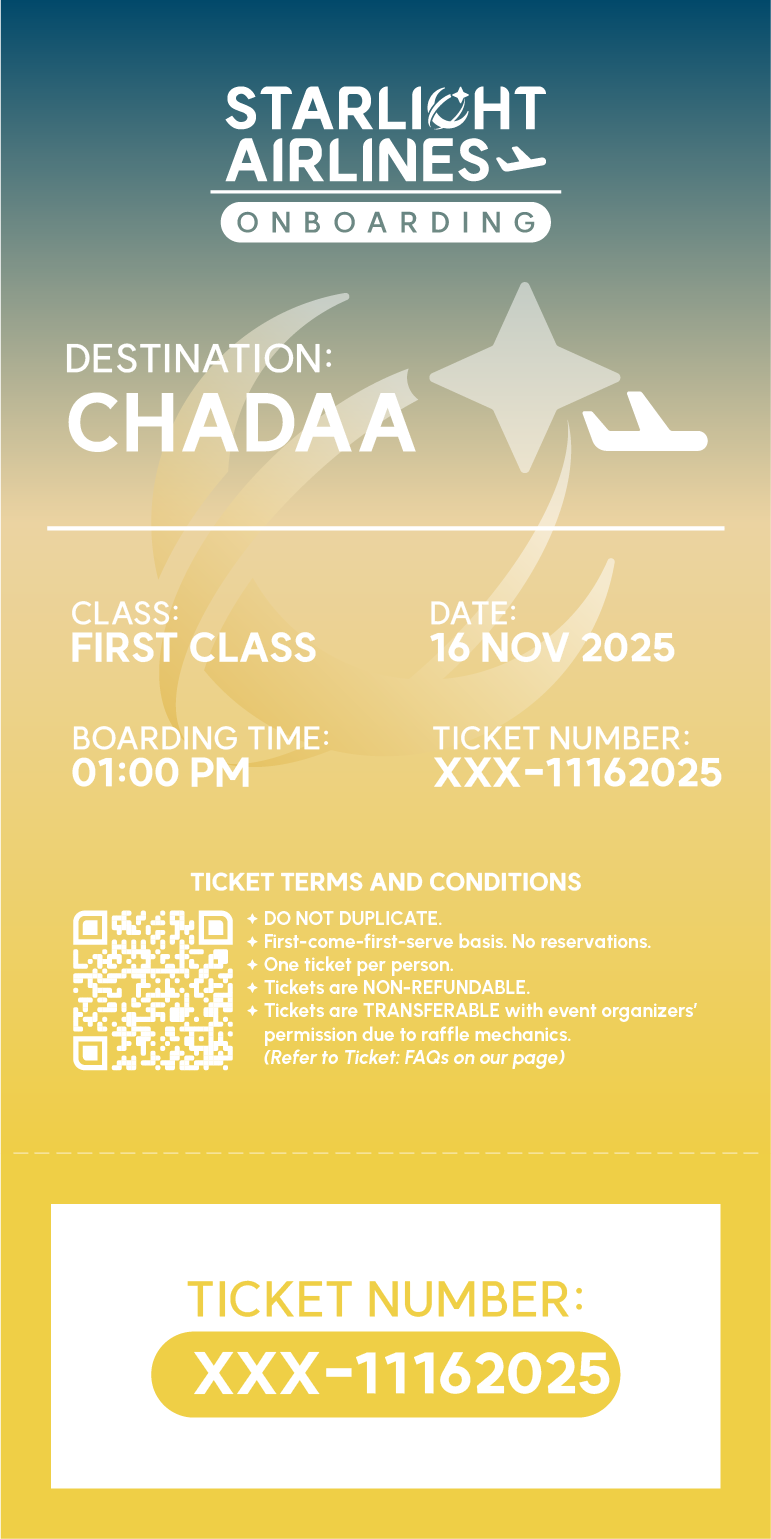 STARLIGHT
AIRLINES
ONBOARDING
DESTINATION:
CHADAA
CLASS:
FIRST CLASS
DATE:
16 NOV 2025
BOARDING TIME:
01:00 PM
TICKET NUMBER:
XXX-11162025
TICKET TERMS AND CONDITIONS
DO NOT DUPLICATE.
First-come-first-serve basis. No reservations.
One ticket per person.
Tickets are NON-REFUNDABLE.
Tickets are TRANSFERABLE with event organizers’
permission due to raffle mechanics.
(Refer to Ticket: FAQs on our page)
TICKET NUMBER:
XXX-11162025